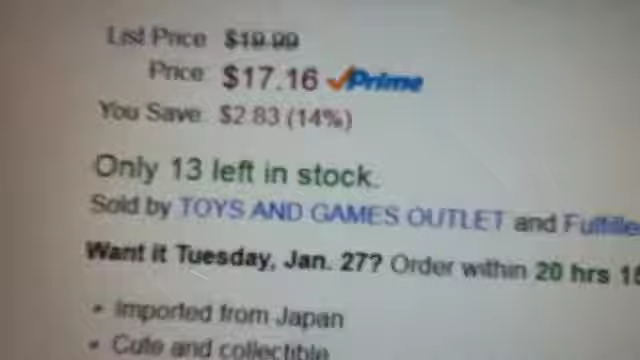 List Price $19.99
Price $17.16 Prime
You Save $2.83 (14%)
Only 13 left in stock.
Sold by TOYS AND GAMES OUTLET and Fulfille
Want it Tuesday, Jan. 27? Order within 20 hrs
• Imported from Japan
• Cute and collectible